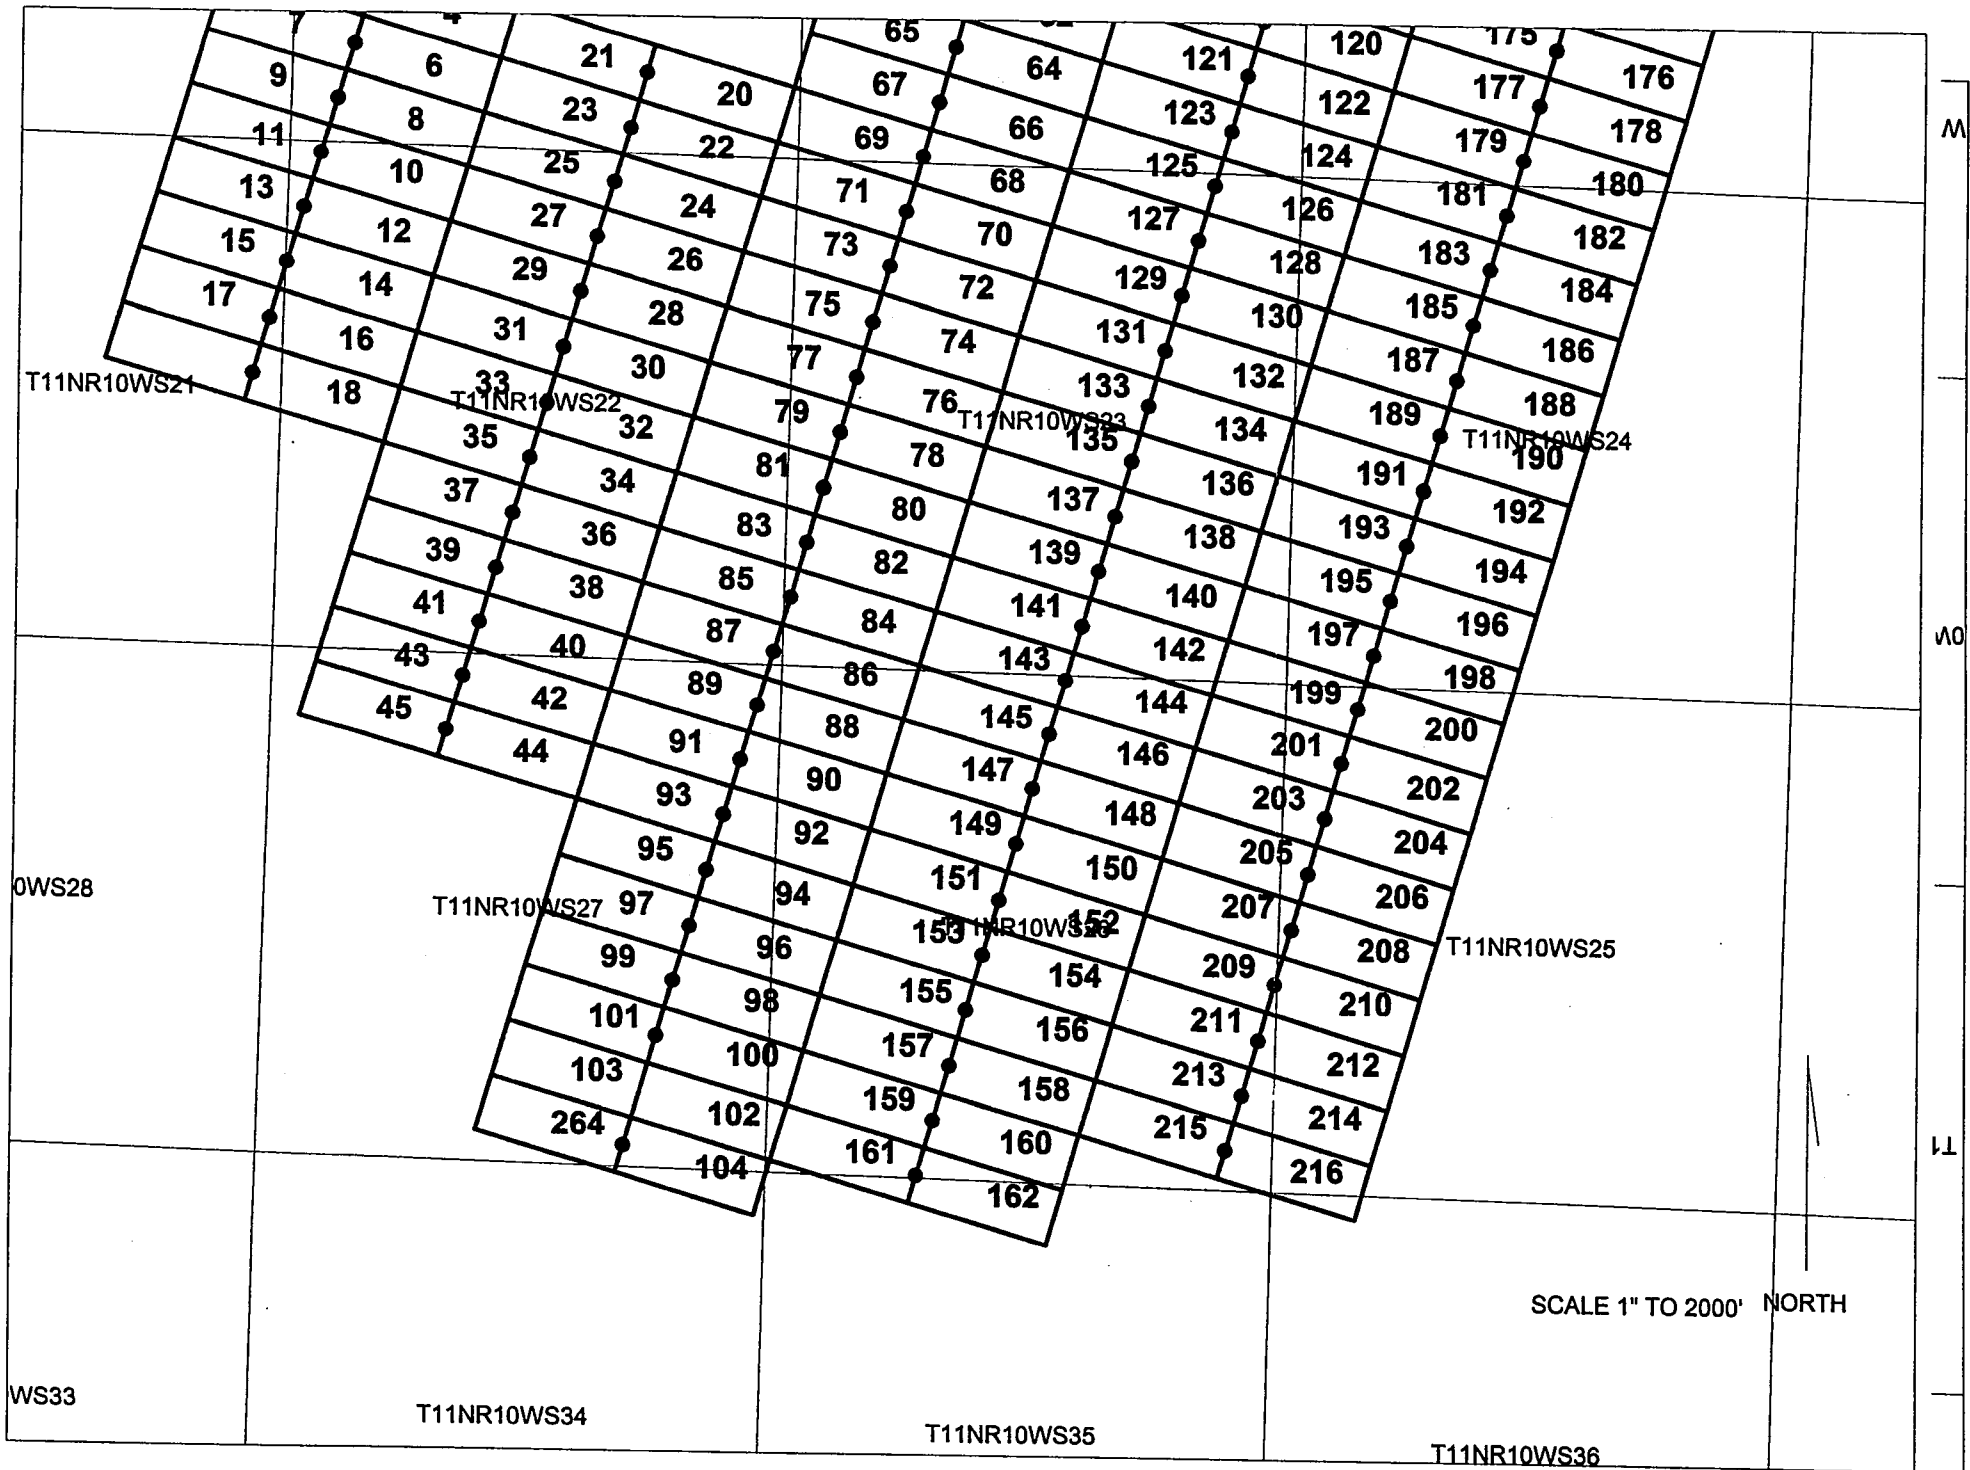 7 4 65 62 120 175
9 6 21 20 67 64 121 122 177 176
11 8 23 22 69 66 123 124 179 178
13 10 25 24 71 68 125 126 181 180
15 12 27 26 73 70 127 128 183 182
17 14 29 28 75 72 129 130 185 184
16 31 30 77 74 131 132 187 186
T11NR10WS21 18 33 T11NR10WS22 32 79 76 T11NR10WS23 133 134 189 188 T11NR10WS24
35 34 81 78 135 136 191 190
37 36 83 80 137 138 193 192
39 38 85 82 139 140 195 194
41 40 87 84 141 142 197 196
43 42 89 86 143 144 199 198
45 44 91 88 145 146 201 200
93 90 147 148 203 202
95 92 149 150 205 204
0WS28 T11NR10WS27 97 94 151 152 T11NR10WS26 207 206
99 96 153 154 209 208 T11NR10WS25
101 98 155 156 211 210
103 100 157 158 213 212
264 102 159 160 215 214
104 161 162 216
W
0W
T1
SCALE 1" TO 2000' NORTH
WS33 T11NR10WS34 T11NR10WS35 T11NR10WS36